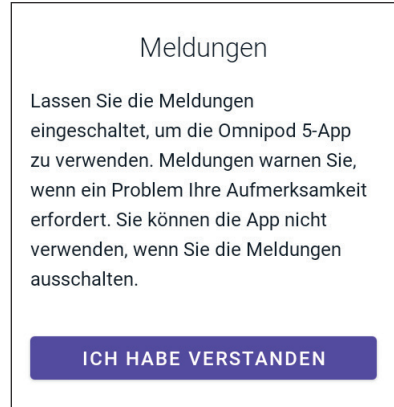 Meldungen
Lassen Sie die Meldungen
eingeschaltet, um die Omnipod 5-App
zu verwenden. Meldungen warnen Sie,
wenn ein Problem Ihre Aufmerksamkeit
erfordert. Sie können die App nicht
verwenden, wenn Sie die Meldungen
ausschalten.
ICH HABE VERSTANDEN